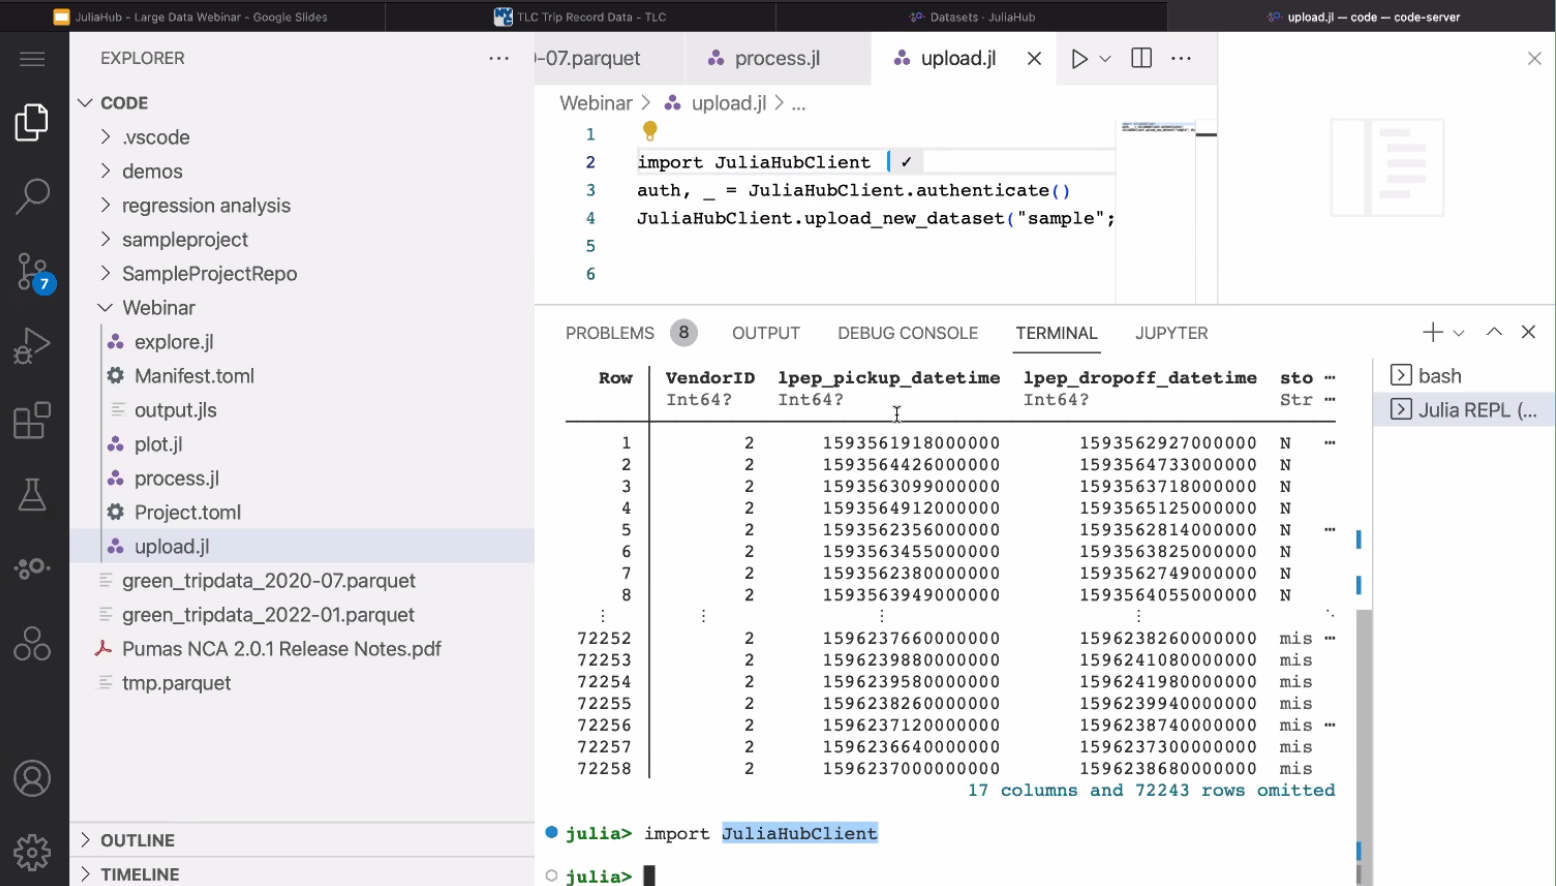 JuliaHub - Large Data Webinar - Google Slides
TLC Trip Record Data - TLC
Datasets · JuliaHub
upload.jl — code — code-server
EXPLORER
CODE
.vscode
demos
regression analysis
sampleproject
SampleProjectRepo
Webinar
explore.jl
Manifest.toml
output.jls
plot.jl
process.jl
Project.toml
upload.jl
green_tripdata_2020-07.parquet
green_tripdata_2022-01.parquet
Pumas NCA 2.0.1 Release Notes.pdf
tmp.parquet
OUTLINE
TIMELINE
7
-07.parquet
process.jl
upload.jl
Webinar > upload.jl > ...
1
2 import JuliaHubClient ✓
3 auth, _ = JuliaHubClient.authenticate()
4 JuliaHubClient.upload_new_dataset("sample";
5
6
PROBLEMS 8 OUTPUT DEBUG CONSOLE TERMINAL JUPYTER
Row VendorID lpep_pickup_datetime lpep_dropoff_datetime sto ⋯
Int64? Int64? Int64? Str ⋯
1 2 1593561918000000 1593562927000000 N ⋯
2 2 1593564426000000 1593564733000000 N
3 2 1593563099000000 1593563718000000 N
4 2 1593564912000000 1593565125000000 N
5 2 1593562356000000 1593562814000000 N ⋯
6 2 1593563455000000 1593563825000000 N
7 2 1593562380000000 1593562749000000 N
8 2 1593563949000000 1593564055000000 N
⋮ ⋮ ⋮ ⋮ ⋱
72252 2 1596237660000000 1596238260000000 mis ⋯
72253 2 1596239880000000 1596241080000000 mis
72254 2 1596239580000000 1596241980000000 mis
72255 2 1596238260000000 1596239940000000 mis
72256 2 1596237120000000 1596238740000000 mis ⋯
72257 2 1596236640000000 1596237300000000 mis
72258 2 1596237000000000 1596238680000000 mis
17 columns and 72243 rows omitted
julia> import JuliaHubClient
julia>
bash
Julia REPL (...